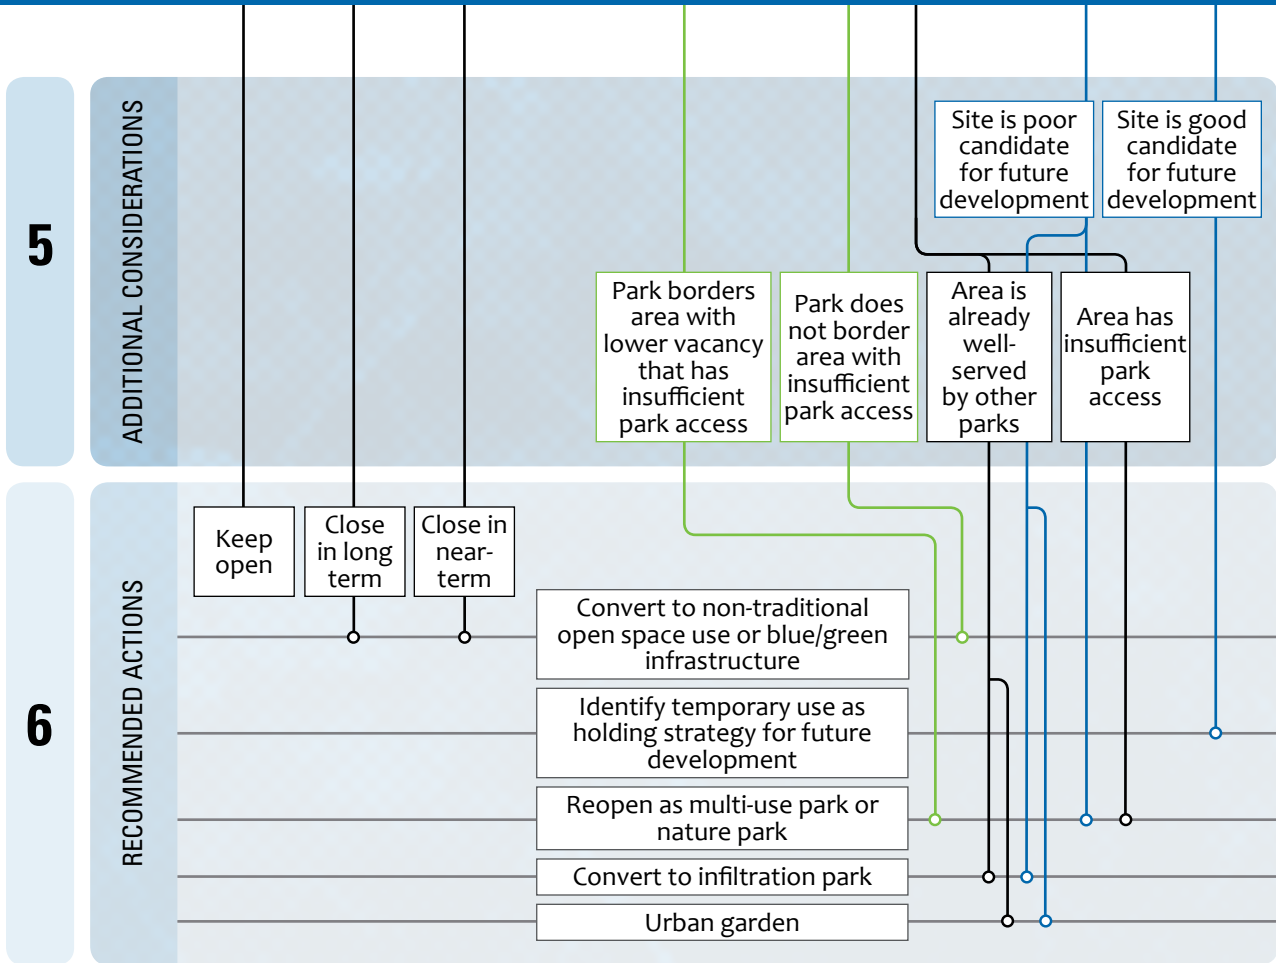 5
ADDITIONAL CONSIDERATIONS
Site is poor
candidate
for future
development
Site is good
candidate
for future
development
Park borders
area with
lower vacancy
that has
insufficient
park access
Park does
not border
area with
insufficient
park access
Area is
already
well-
served
by other
parks
Area has
insufficient
park
access
6
RECOMMENDED ACTIONS
Keep
open
Close
in long
term
Close in
near-
term
Convert to non-traditional
open space use or blue/green
infrastructure
Identify temporary use as
holding strategy for future
development
Reopen as multi-use park or
nature park
Convert to infiltration park
Urban garden